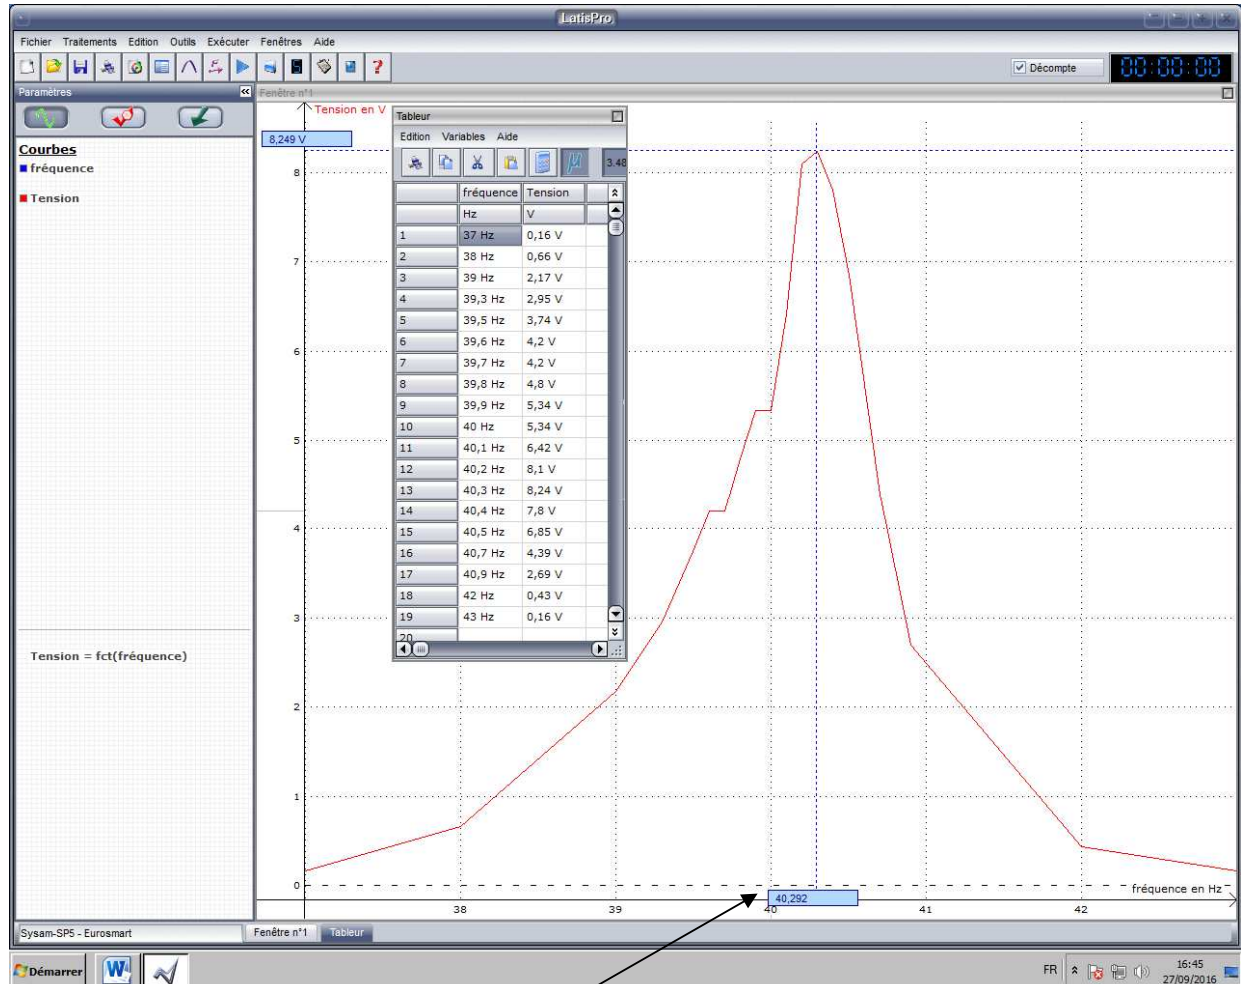 LatisPro
Fichier Traitements Edition Outils Exécuter Fenêtres Aide
Décompte 00:00:00
Paramètres
Fenêtre n°1
Courbes
fréquence
Tension
Tension = fct(fréquence)
Tension en V
8,249 V
8
7
6
5
4
3
2
1
0
Tableur
Edition Variables Aide
3.48
fréquence Tension
Hz V
1 37 Hz 0,16 V
2 38 Hz 0,66 V
3 39 Hz 2,17 V
4 39,3 Hz 2,95 V
5 39,5 Hz 3,74 V
6 39,6 Hz 4,2 V
7 39,7 Hz 4,2 V
8 39,8 Hz 4,8 V
9 39,9 Hz 5,34 V
10 40 Hz 5,34 V
11 40,1 Hz 6,42 V
12 40,2 Hz 8,1 V
13 40,3 Hz 8,24 V
14 40,4 Hz 7,8 V
15 40,5 Hz 6,85 V
16 40,7 Hz 4,39 V
17 40,9 Hz 2,69 V
18 42 Hz 0,43 V
19 43 Hz 0,16 V
20
fréquence en Hz
40,292
38 39 40 41 42
Sysam-SP5 - Eurosmart
Fenêtre n°1 Tableur
Démarrer
FR
16:45
27/09/2016